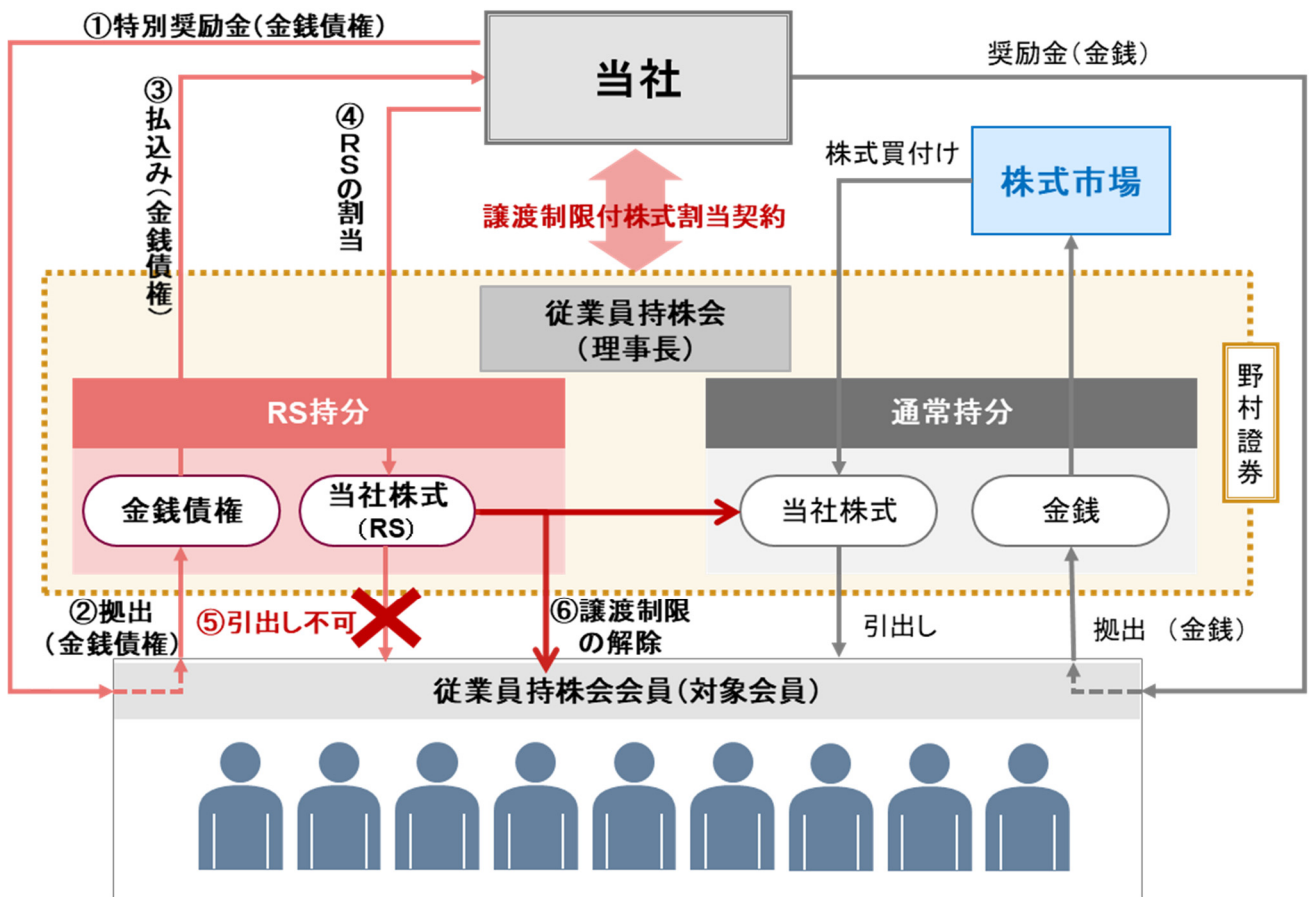 ①特別奨励金(金銭債権)
当社
奨励金(金銭)
③払込み(金銭債権)
④RSの割当
株式買付け
株式市場
譲渡制限付株式割当契約
従業員持株会
(理事長)
野村證券
RS持分
通常持分
金銭債権
当社株式
(RS)
当社株式
金銭
②拠出
(金銭債権)
⑤引出し不可
⑥譲渡制限
の解除
引出し
拠出 (金銭)
従業員持株会会員(対象会員)